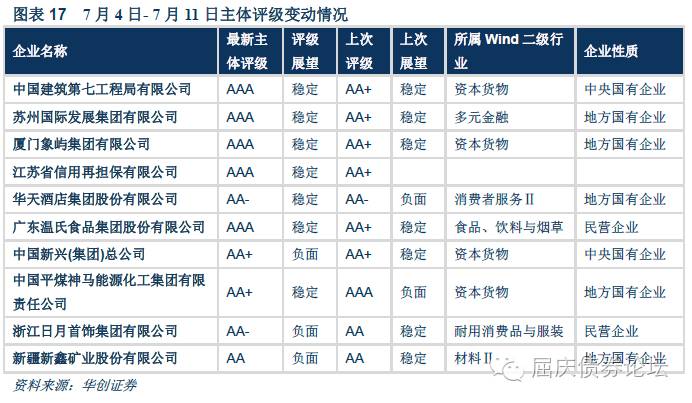 图表 17 7 月 4 日- 7 月 11 日主体评级变动情况
企业名称 最新主体评级 评级展望 上次评级 上次展望 所属 Wind 二级行业 企业性质
中国建筑第七工程局有限公司 AAA 稳定 AA+ 稳定 资本货物 中央国有企业
苏州国际发展集团有限公司 AAA 稳定 AA+ 稳定 多元金融 地方国有企业
厦门象屿集团有限公司 AAA 稳定 AA+ 稳定 资本货物 地方国有企业
江苏省信用再担保有限公司 AAA 稳定 AA+
华天酒店集团股份有限公司 AA- 稳定 AA- 负面 消费者服务Ⅱ 地方国有企业
广东温氏食品集团股份有限公司 AAA 稳定 AA+ 稳定 食品、饮料与烟草 民营企业
中国新兴(集团)总公司 AA+ 负面 AA+ 稳定 资本货物 中央国有企业
中国平煤神马能源化工集团有限责任公司 AA+ 稳定 AAA 负面 资本货物 地方国有企业
浙江日月首饰集团有限公司 AA- 负面 AA 稳定 耐用消费品与服装 民营企业
新疆新鑫矿业股份有限公司 AA 负面 AA 稳定 材料Ⅱ 地方国有企业
资料来源：华创证券
屈庆债券论坛